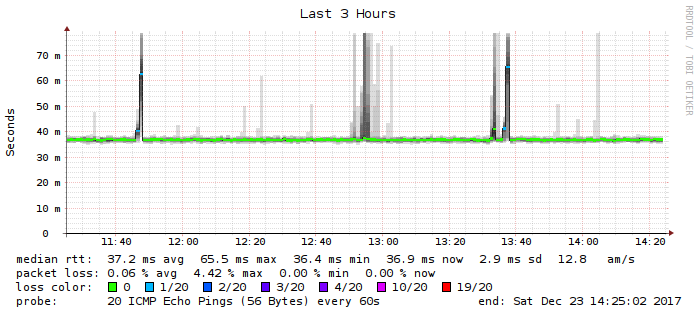 Last 3 Hours
RRDTOOL / TOBI OETIKER
Seconds
70 m
60 m
50 m
40 m
30 m
20 m
10 m
0
11:40 12:00 12:20 12:40 13:00 13:20 13:40 14:00 14:20
median rtt: 37.2 ms avg 65.5 ms max 36.4 ms min 36.9 ms now 2.9 ms sd 12.8 am/s
packet loss: 0.06 % avg 4.42 % max 0.00 % min 0.00 % now
loss color: 0 1/20 2/20 3/20 4/20 10/20 19/20
probe: 20 ICMP Echo Pings (56 Bytes) every 60s end: Sat Dec 23 14:25:02 2017